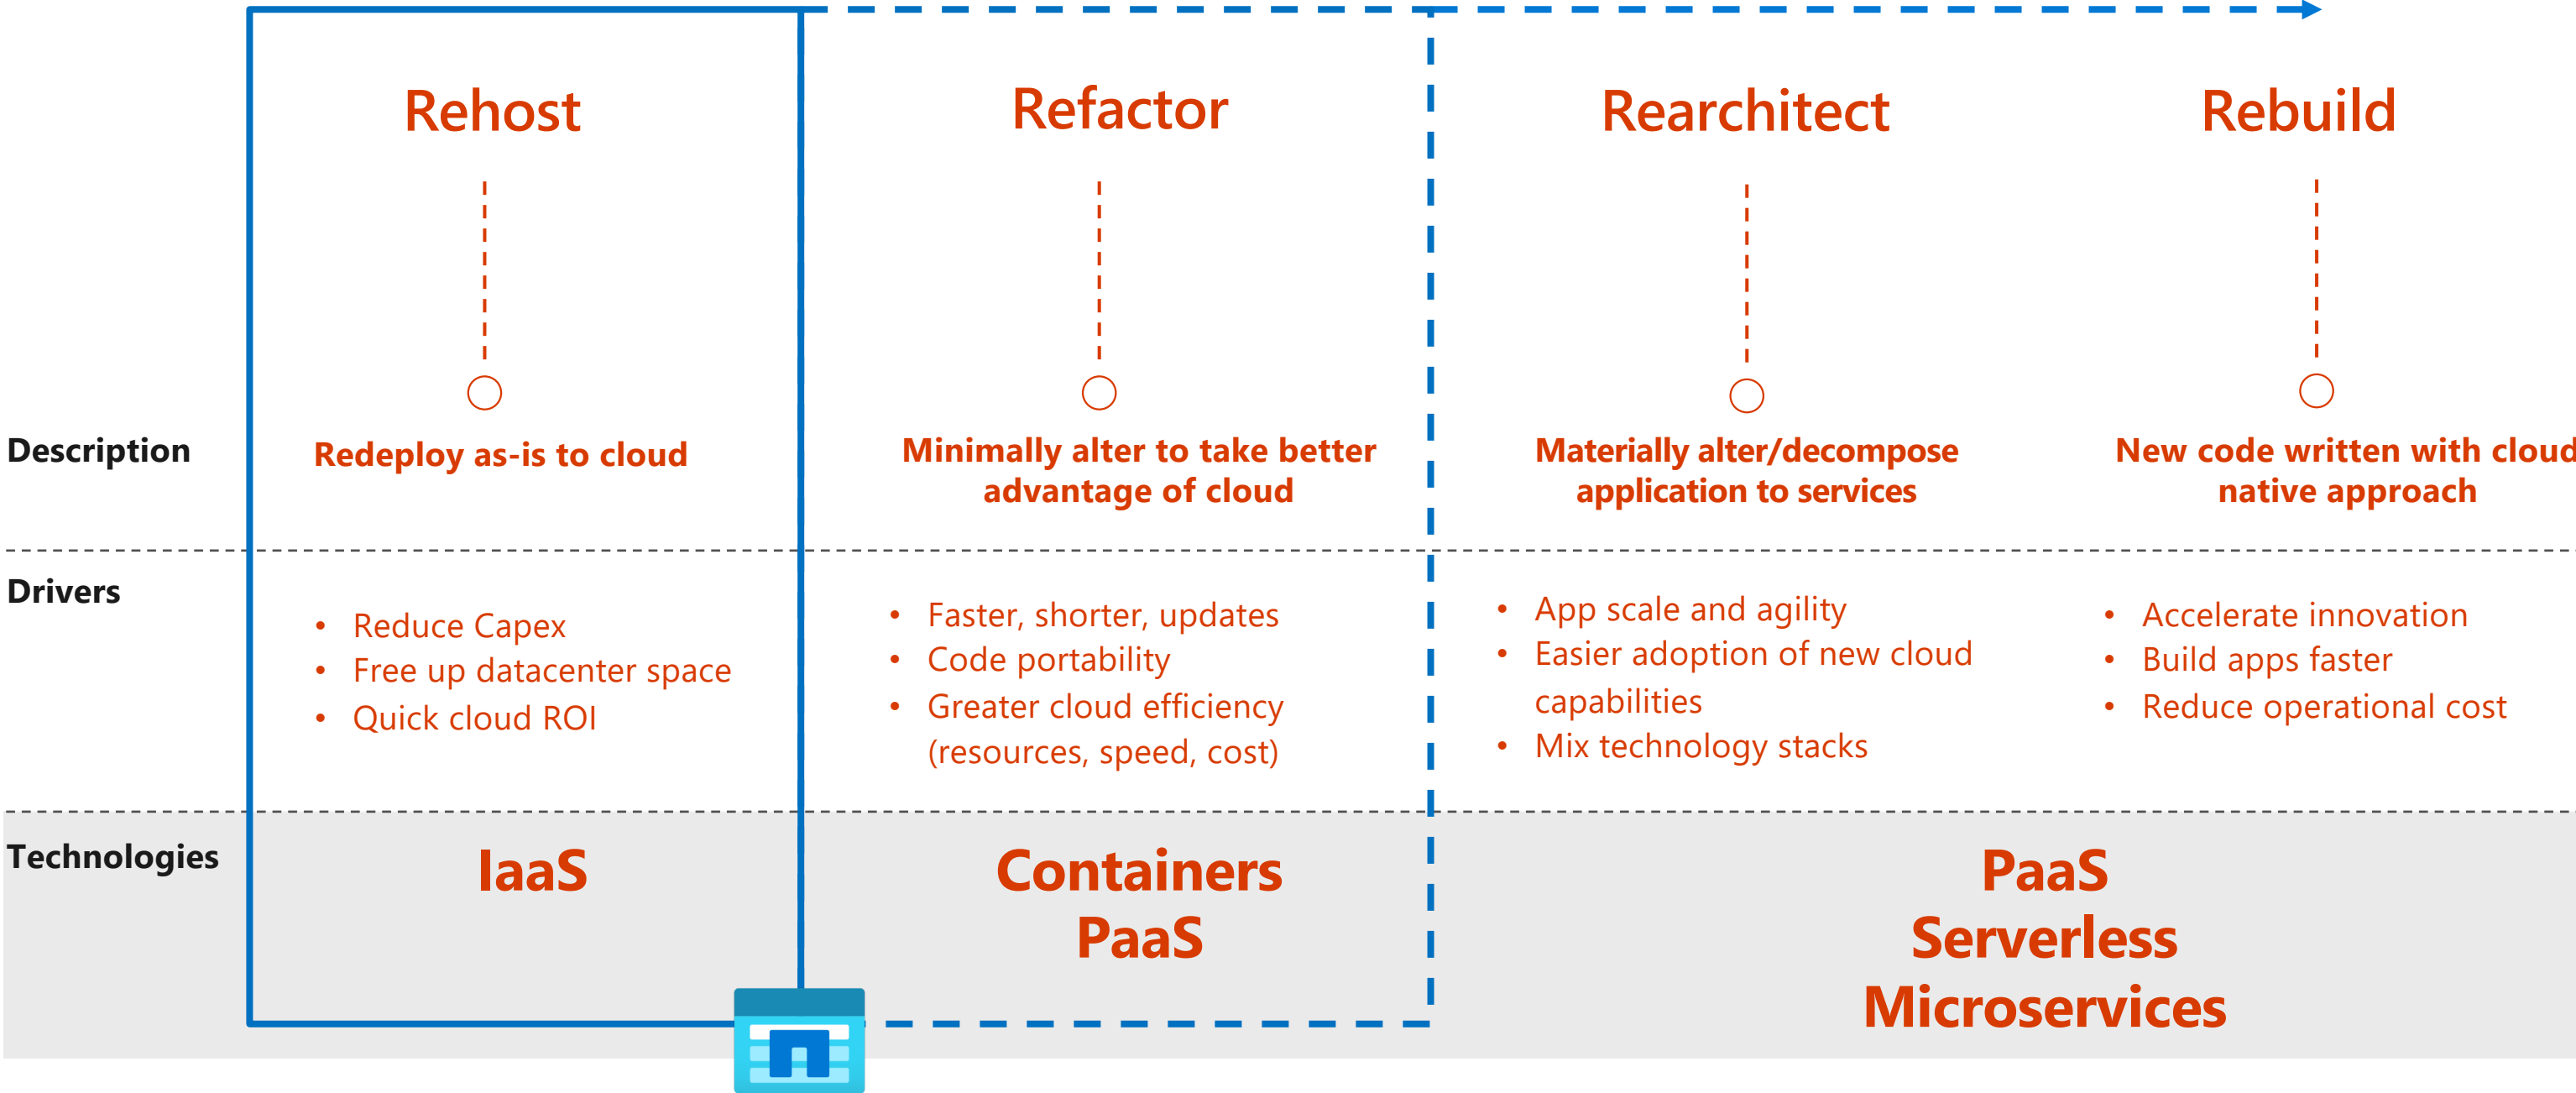 Rehost
Refactor
Rearchitect
Rebuild
Description
Redeploy as-is to cloud
Minimally alter to take better
advantage of cloud
Materially alter/decompose
application to services
New code written with cloud
native approach
Drivers
• Reduce Capex
• Free up datacenter space
• Quick cloud ROI
• Faster, shorter, updates
• Code portability
• Greater cloud efficiency
(resources, speed, cost)
• App scale and agility
• Easier adoption of new cloud
capabilities
• Mix technology stacks
• Accelerate innovation
• Build apps faster
• Reduce operational cost
Technologies
IaaS
Containers
PaaS
PaaS
Serverless
Microservices